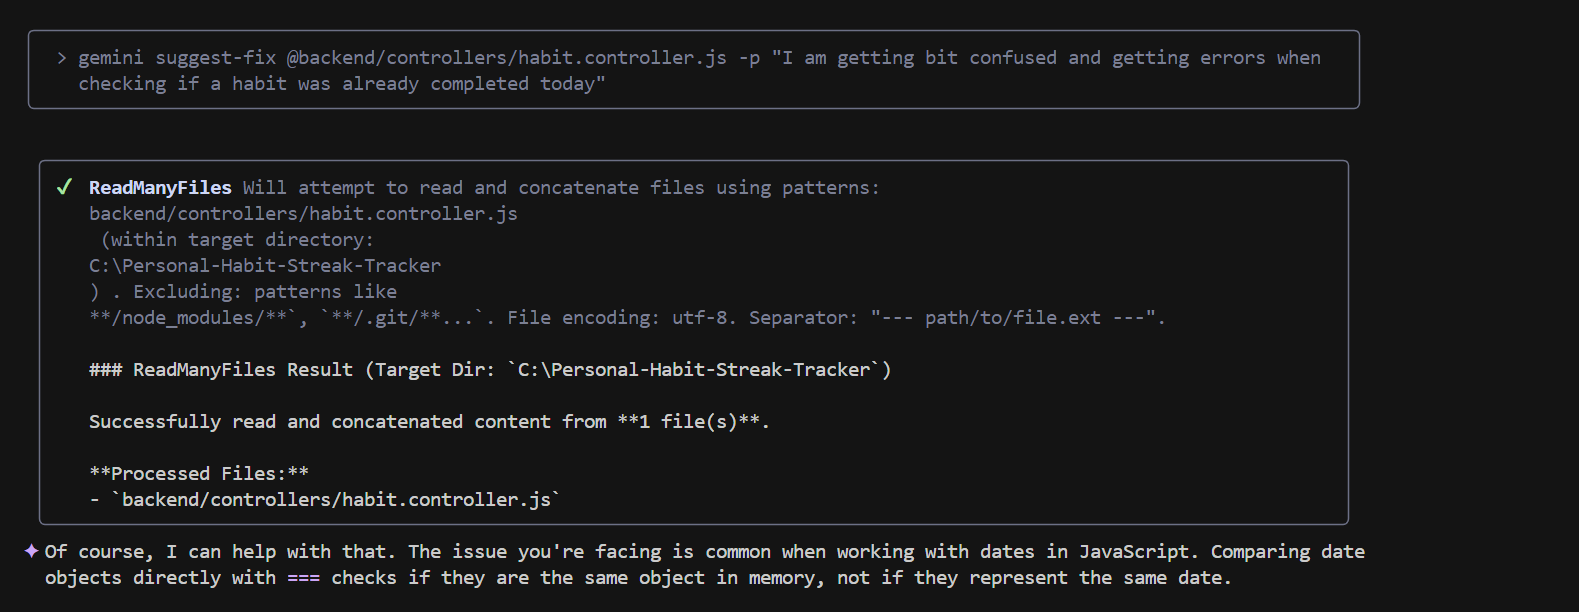 > gemini suggest-fix @backend/controllers/habit.controller.js -p "I am getting bit confused and getting errors when
checking if a habit was already completed today"
✓ ReadManyFiles Will attempt to read and concatenate files using patterns:
backend/controllers/habit.controller.js
(within target directory:
C:\Personal-Habit-Streak-Tracker
) . Excluding: patterns like
**/node_modules/**`, `**/.git/**...`. File encoding: utf-8. Separator: "--- path/to/file.ext ---".
### ReadManyFiles Result (Target Dir: `C:\Personal-Habit-Streak-Tracker`)
Successfully read and concatenated content from **1 file(s)**.
**Processed Files:**
- `backend/controllers/habit.controller.js`
✦ Of course, I can help with that. The issue you're facing is common when working with dates in JavaScript. Comparing date
objects directly with === checks if they are the same object in memory, not if they represent the same date.